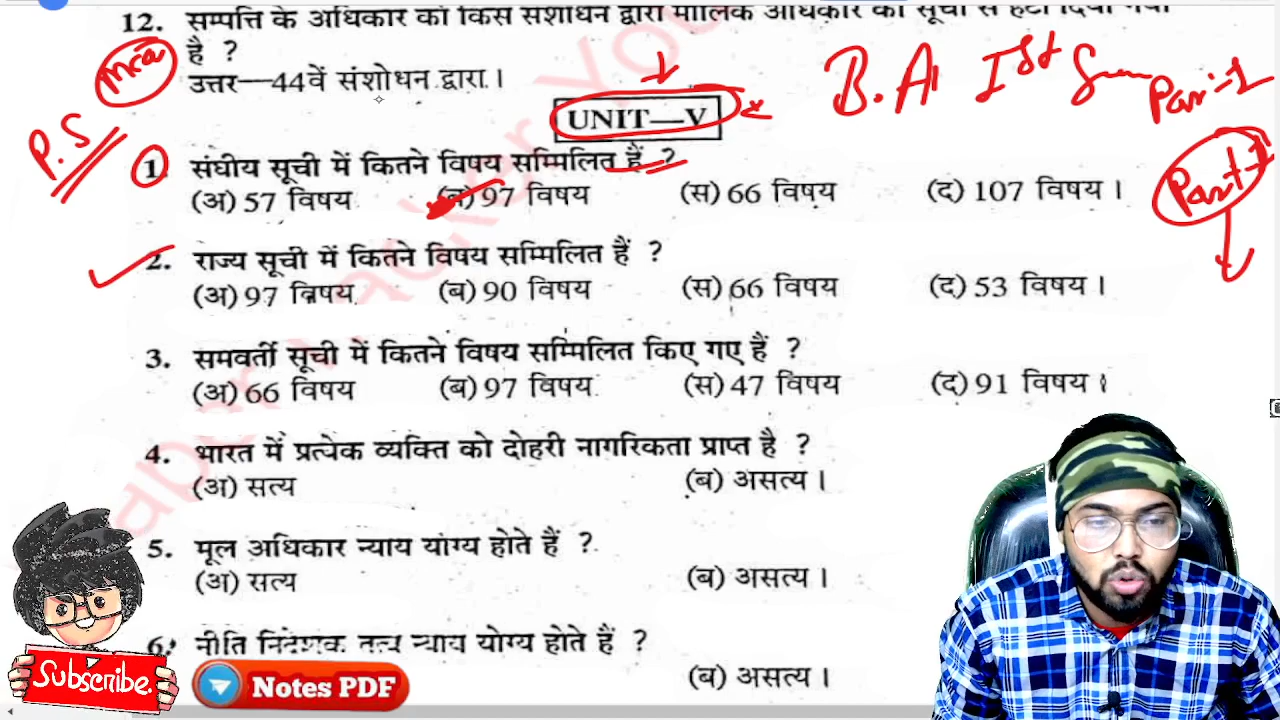 12. सम्पत्ति के अधिकार को किस संशोधन द्वारा मौलिक अधिकार की सूची से हटा दिया गया
है ?
उत्तर—44वें संशोधन द्वारा।
B.A Ist Sem Part-1
UNIT—V
P.S
1. संघीय सूची में कितने विषय सम्मिलित हैं ?
(अ) 57 विषय (ब) 97 विषय (स) 66 विषय (द) 107 विषय।
2. राज्य सूची में कितने विषय सम्मिलित हैं ?
(अ) 97 विषय (ब) 90 विषय (स) 66 विषय (द) 53 विषय।
3. समवर्ती सूची में कितने विषय सम्मिलित किए गए हैं ?
(अ) 66 विषय (ब) 97 विषय (स) 47 विषय (द) 91 विषय।
4. भारत में प्रत्येक व्यक्ति को दोहरी नागरिकता प्राप्त है ?
(अ) सत्य (ब) असत्य।
5. मूल अधिकार न्याय योग्य होते हैं ?
(अ) सत्य (ब) असत्य।
6. नीति निदेशक तत्व न्याय योग्य होते हैं ?
(ब) असत्य।
Subscribe.
Notes PDF